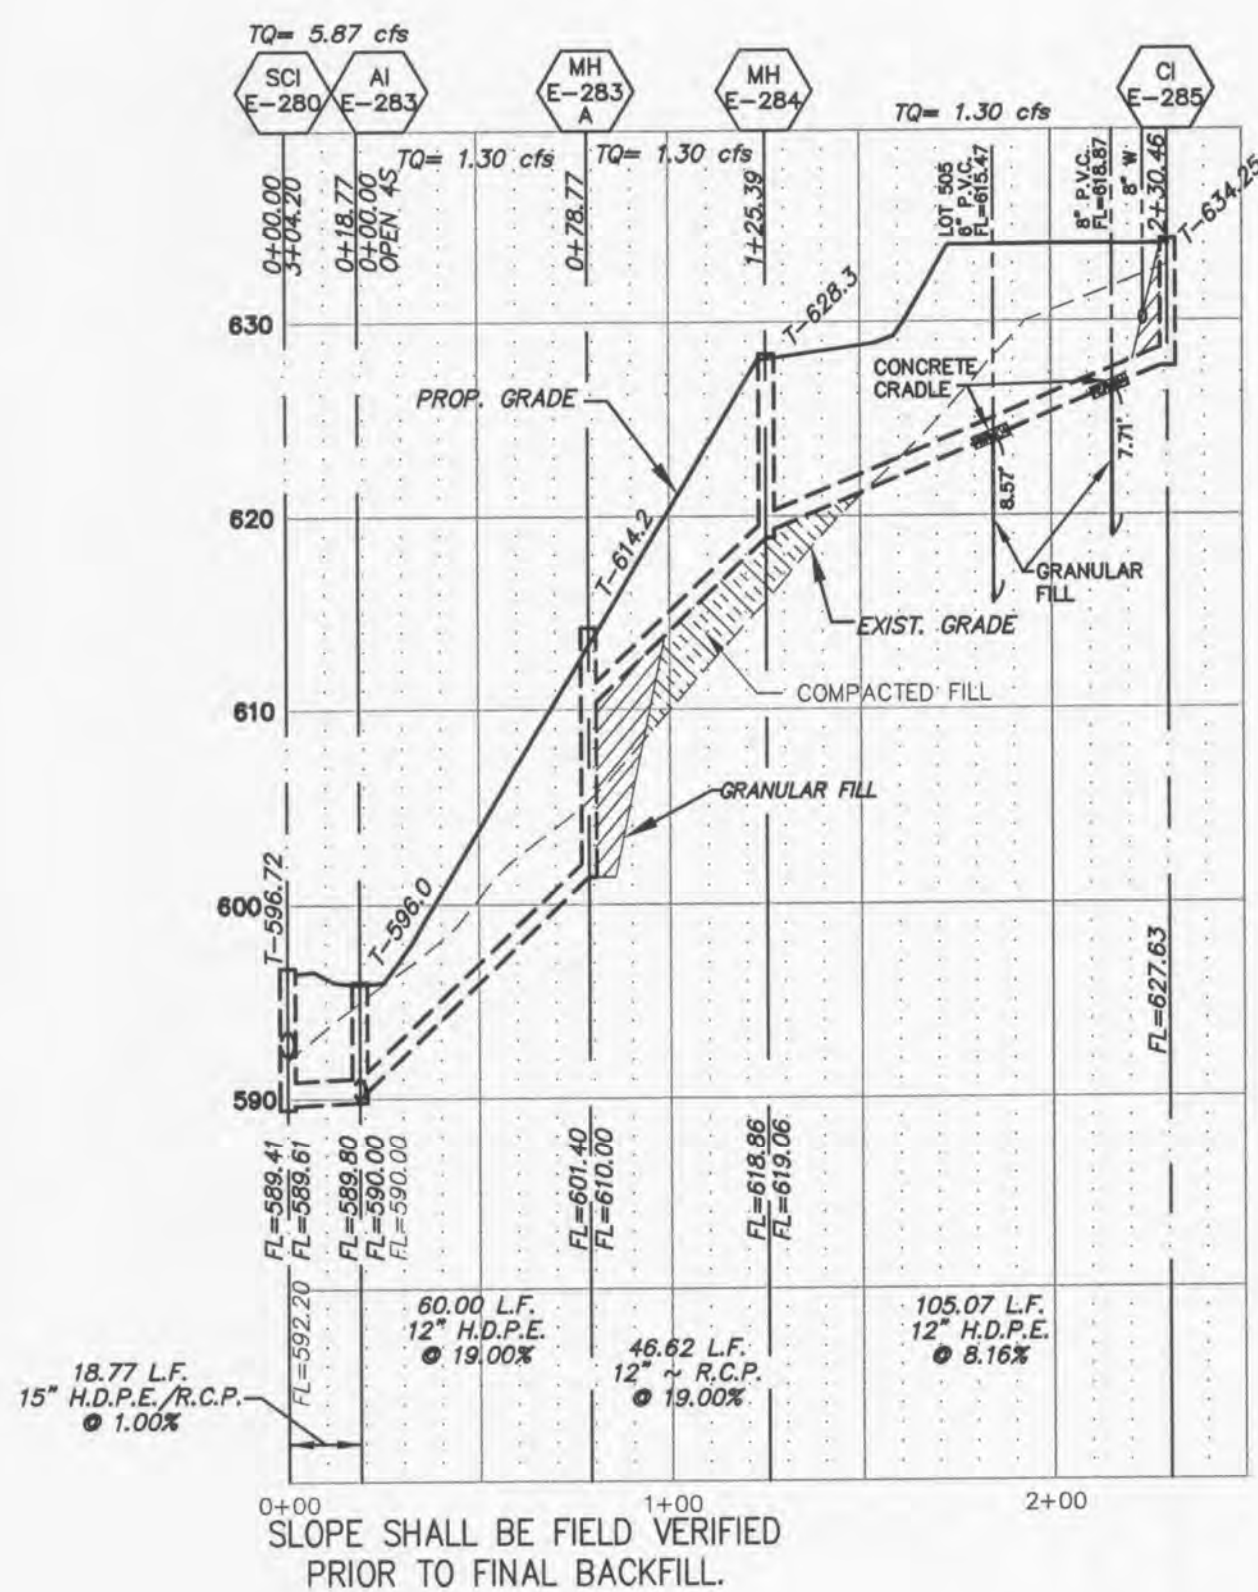 TQ= 5.87 cfs
SCI
E-280
AI
E-283
MH
E-283
A
MH
E-284
CI
E-285
TQ= 1.30 cfs
TQ= 1.30 cfs
TQ= 1.30 cfs
0+00.00
3+04.20
0+18.77
0+00.00
OPEN 4S
0+78.77
1+25.39
LOT 505
8" P.V.C.
FL=615.47
8" P.V.C.
FL=618.87
8" W
2+30.46
T-634.25
T-628.3
630
620
610
600
590
PROP. GRADE
CONCRETE
CRADLE
T-614.2
8.57'
7.71'
GRANULAR
FILL
EXIST. GRADE
COMPACTED FILL
GRANULAR FILL
T-596.72
T-596.0
FL=627.63
FL=589.41
FL=589.61
FL=589.80
FL=590.00
FL=590.00
FL=601.40
FL=610.00
FL=618.86
FL=619.06
FL=592.20
60.00 L.F.
12" H.D.P.E.
@ 19.00%
46.62 L.F.
12" ~ R.C.P.
@ 19.00%
105.07 L.F.
12" H.D.P.E.
@ 8.16%
18.77 L.F.
15" H.D.P.E./R.C.P.
@ 1.00%
0+00
1+00
2+00
SLOPE SHALL BE FIELD VERIFIED
PRIOR TO FINAL BACKFILL.